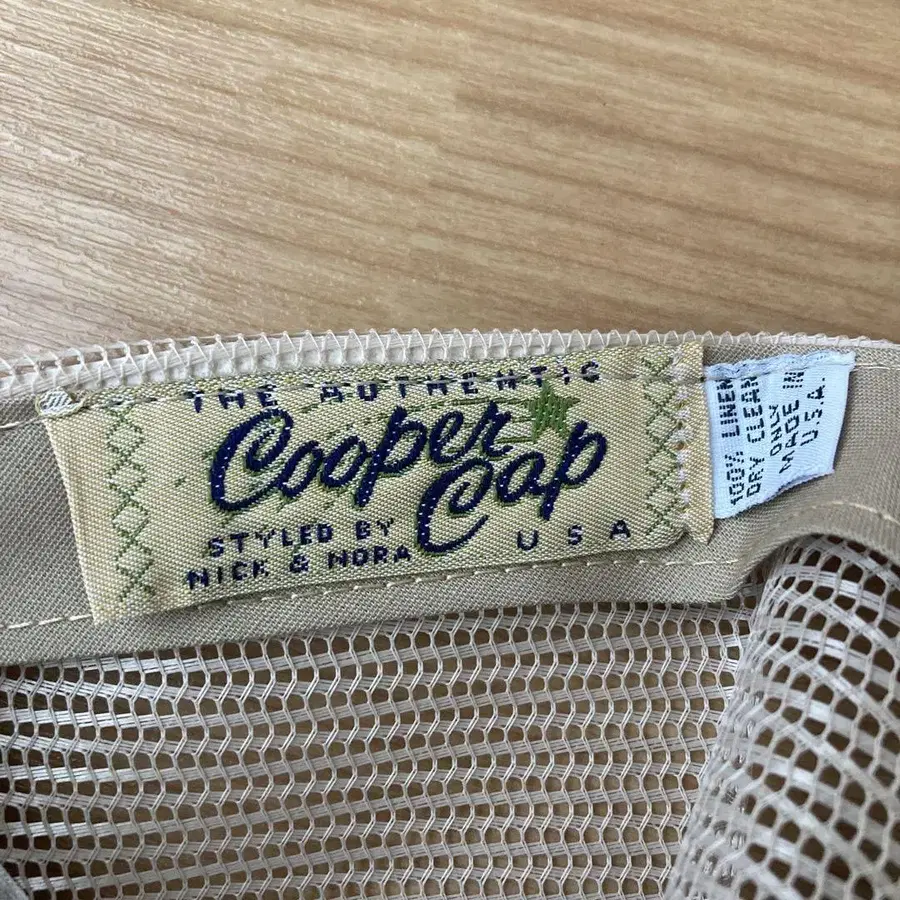 THE AUTHENTIC
Cooper
Cap
STYLED BY
NICK & NORA
USA
100% LINEN
DRY CLEAN
ONLY
MADE IN
U.S.A.